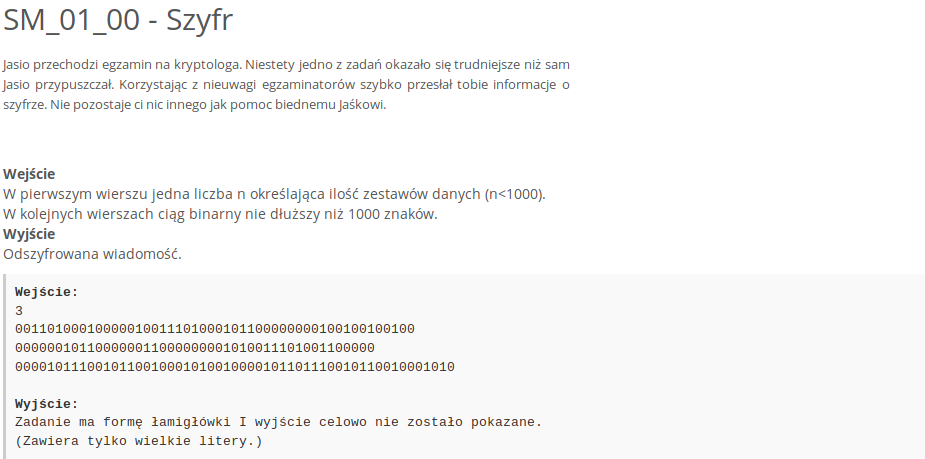 SM_01_00 - Szyfr
Jasio przechodzi egzamin na kryptologa. Niestety jedno z zadań okazało się trudniejsze niż sam
Jasio przypuszczał. Korzystając z nieuwagi egzaminatorów szybko przesłał tobie informacje o
szyfrze. Nie pozostaje ci nic innego jak pomoc biednemu Jaśkowi.
Wejście
W pierwszym wierszu jedna liczba n określająca ilość zestawów danych (n<1000).
W kolejnych wierszach ciąg binarny nie dłuższy niż 1000 znaków.
Wyjście
Odszyfrowana wiadomość.
Wejście:
3
00110100010000010011101000101100000000100100100100
000000101100000011000000001010011101001100000
0000101110010110010001010010000101101110010110010001010
Wyjście:
Zadanie ma formę łamigłówki I wyjście celowo nie zostało pokazane.
(Zawiera tylko wielkie litery.)